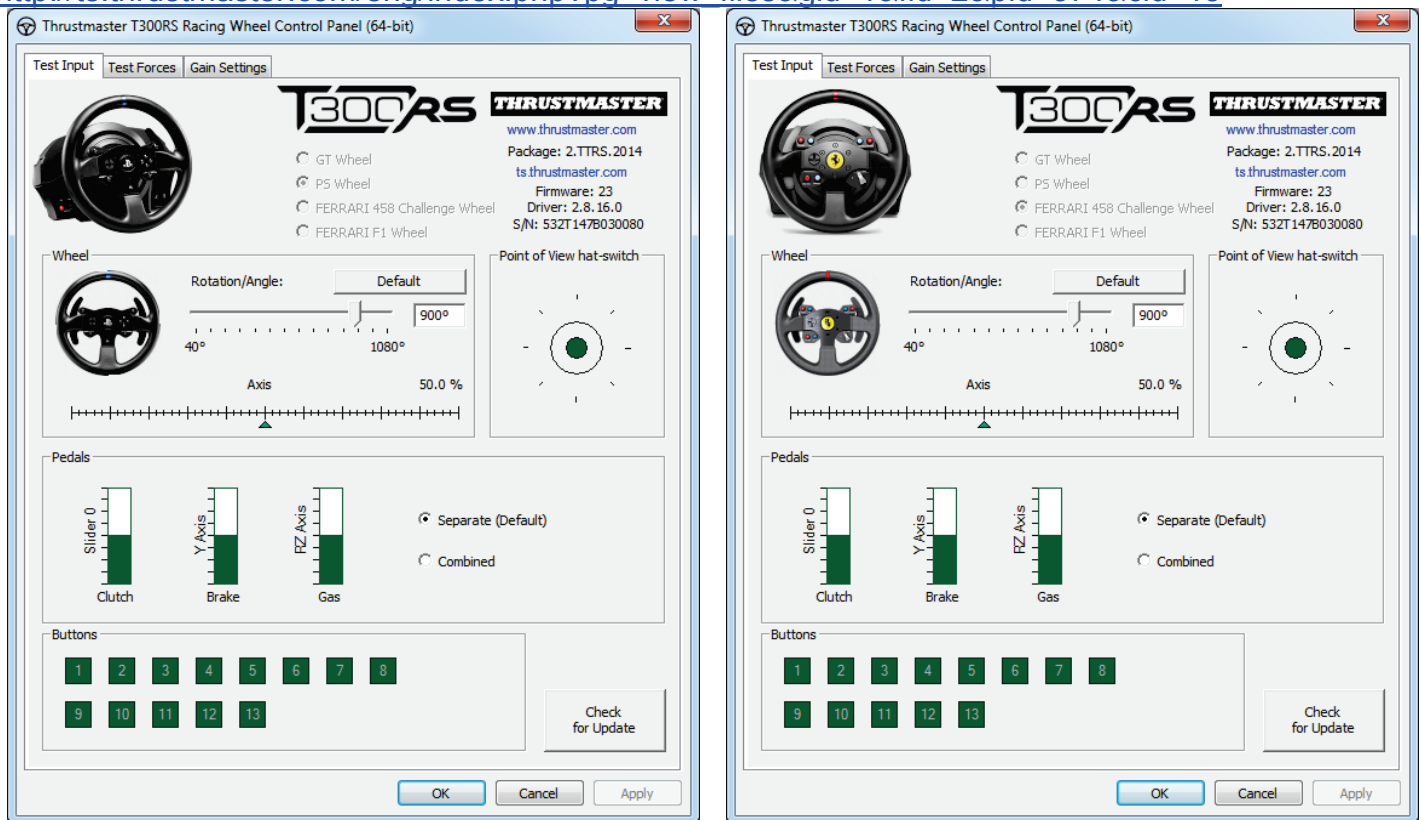 Thrustmaster T300RS Racing Wheel Control Panel (64-bit)
Test Input Test Forces Gain Settings
T300RS THRUSTMASTER
www.thrustmaster.com
GT Wheel Package: 2.TTRS.2014
ts.thrustmaster.com
PS Wheel Firmware: 23
FERRARI 458 Challenge Wheel Driver: 2.8.16.0
FERRARI F1 Wheel S/N: 532T147B030080
Wheel Point of View hat-switch
Rotation/Angle: Default
900°
40° 1080°
Axis 50.0 %
Pedals
Slider 0 Y Axis RZ Axis
Separate (Default)
Combined
Clutch Brake Gas
Buttons
1 2 3 4 5 6 7 8
9 10 11 12 13
Check
for Update
OK Cancel Apply
Thrustmaster T300RS Racing Wheel Control Panel (64-bit)
Test Input Test Forces Gain Settings
T300RS THRUSTMASTER
www.thrustmaster.com
GT Wheel Package: 2.TTRS.2014
ts.thrustmaster.com
PS Wheel Firmware: 23
FERRARI 458 Challenge Wheel Driver: 2.8.16.0
FERRARI F1 Wheel S/N: 532T147B030080
Wheel Point of View hat-switch
Rotation/Angle: Default
900°
40° 1080°
Axis 50.0 %
Pedals
Slider 0 Y Axis RZ Axis
Separate (Default)
Combined
Clutch Brake Gas
Buttons
1 2 3 4 5 6 7 8
9 10 11 12 13
Check
for Update
OK Cancel Apply